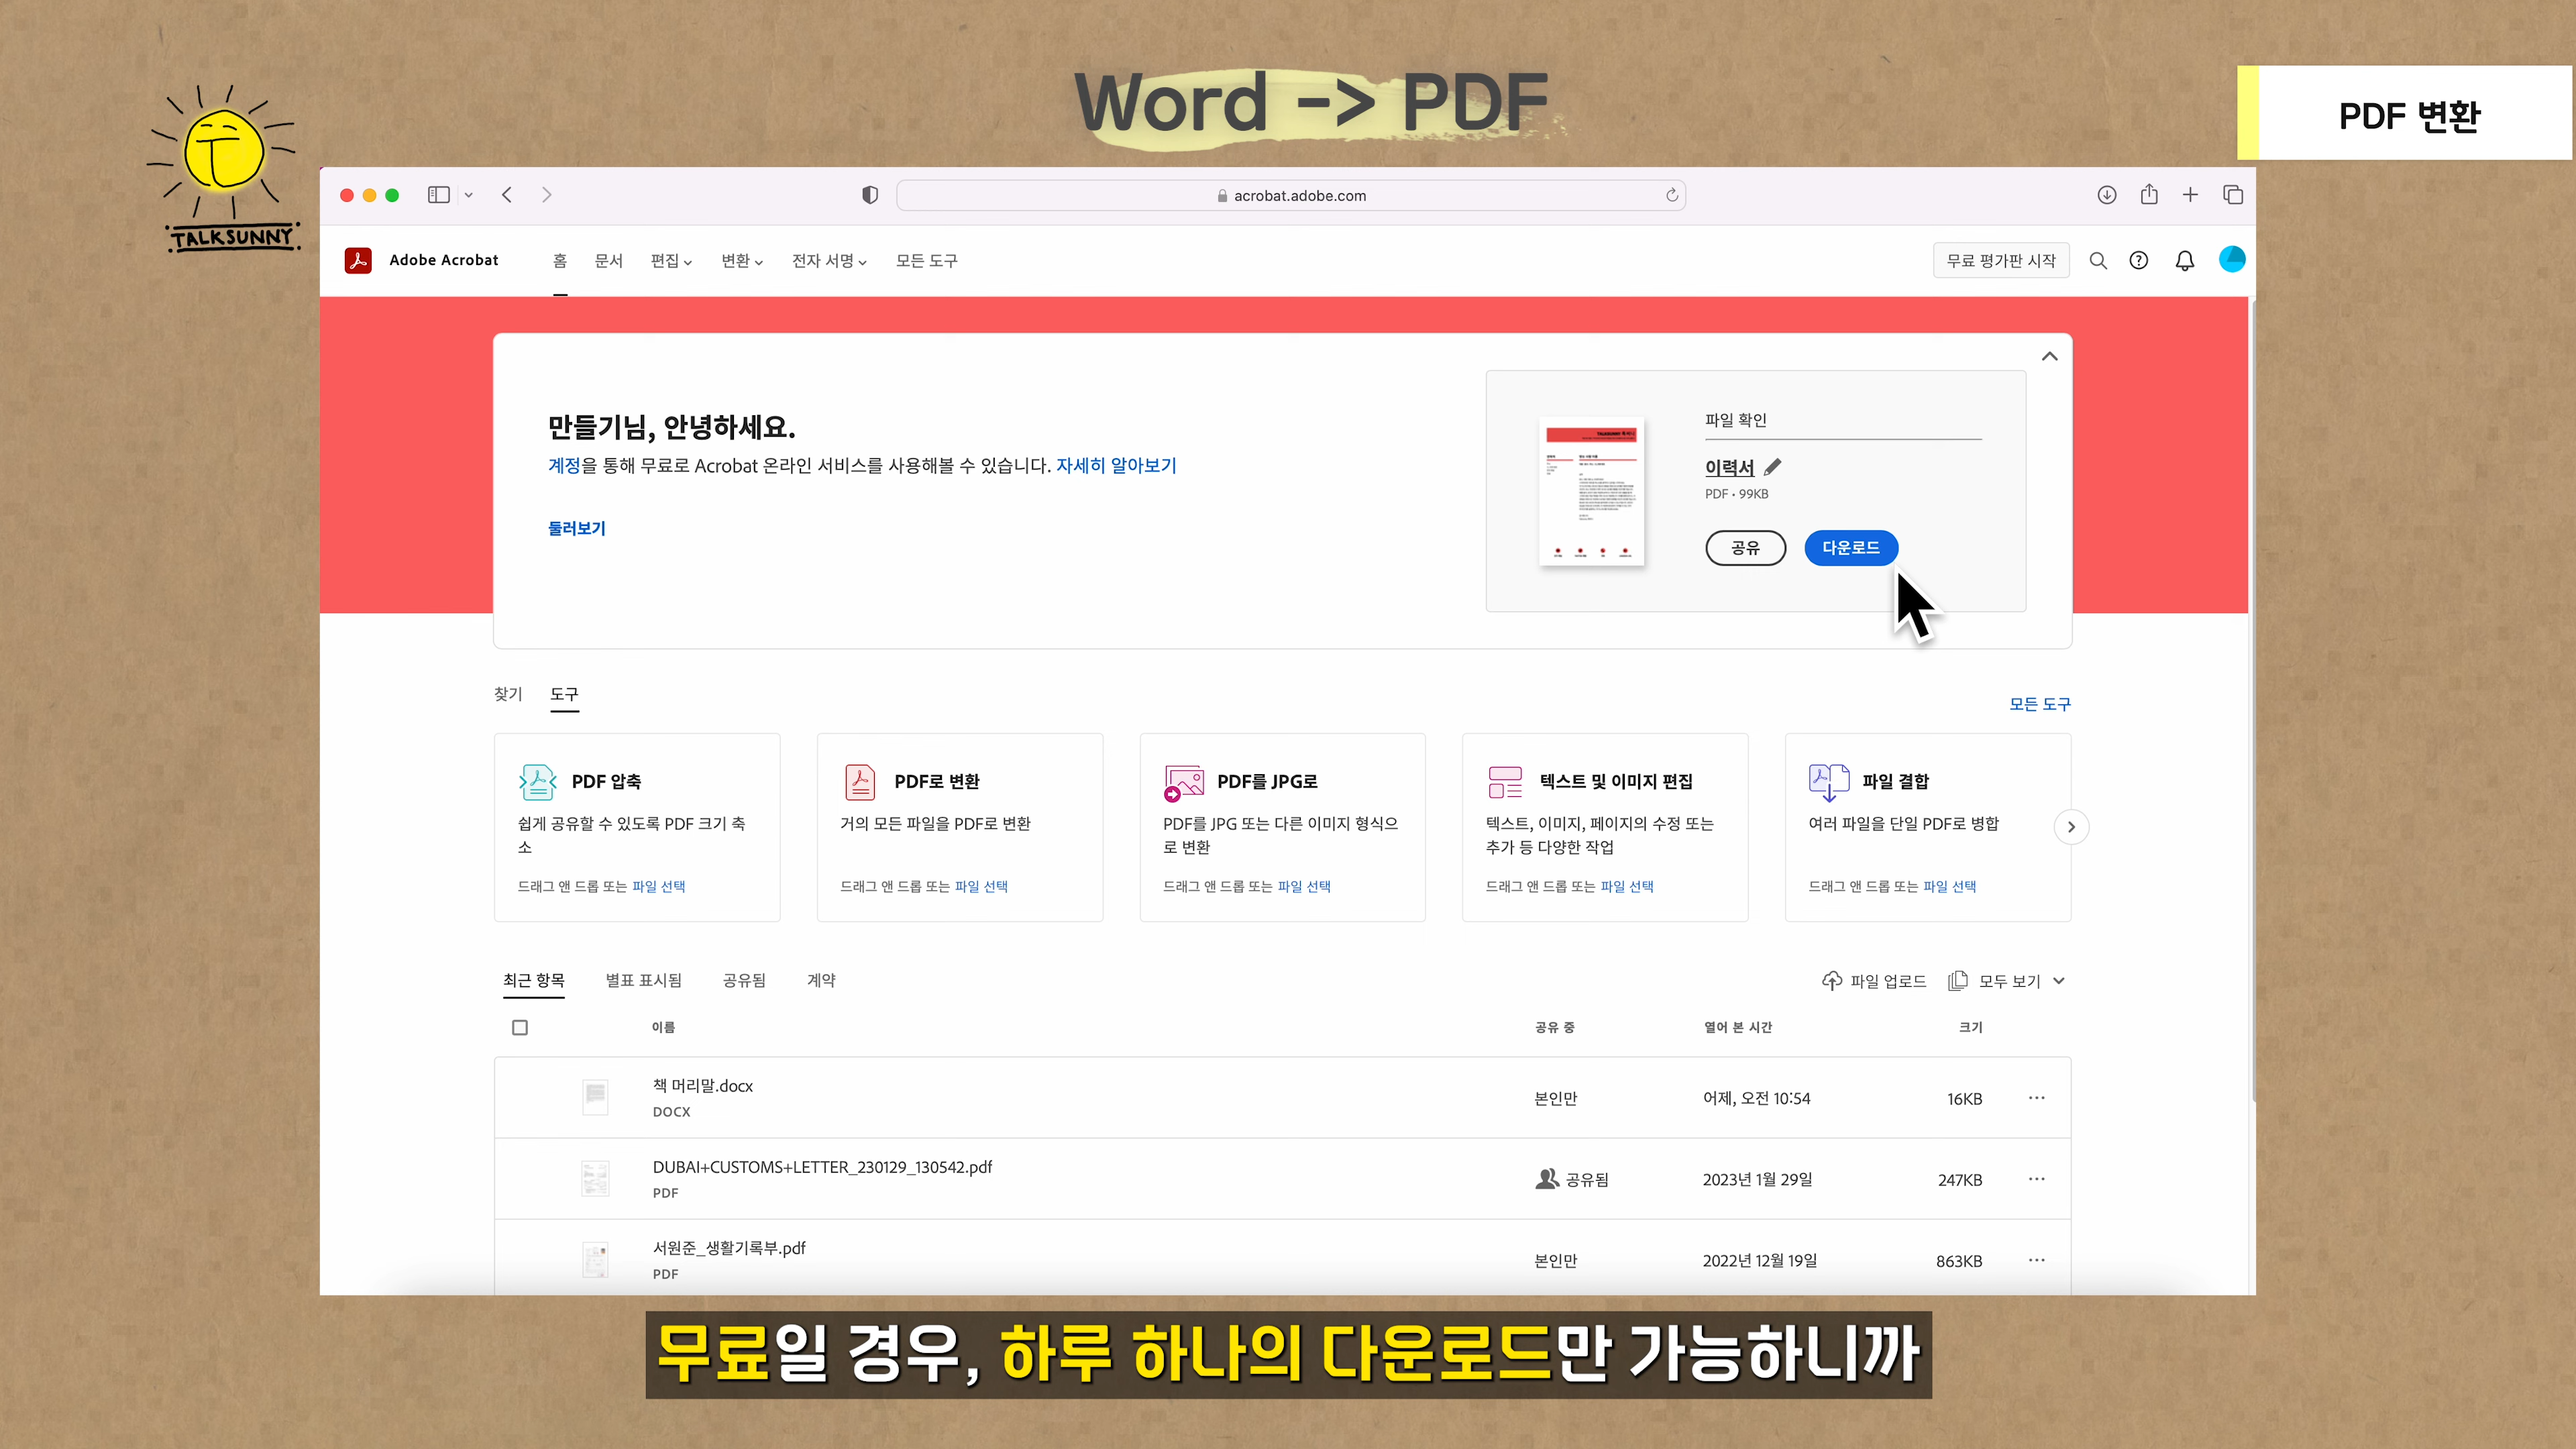 Word -> PDF
PDF 변환
T
TALKSUNNY
acrobat.adobe.com
Adobe Acrobat
홈
문서
편집
변환
전자 서명
모든 도구
무료 평가판 시작
만들기님, 안녕하세요.
계정을 통해 무료로 Acrobat 온라인 서비스를 사용해볼 수 있습니다. 자세히 알아보기
둘러보기
파일 확인
이력서
PDF • 99KB
공유
다운로드
찾기
도구
모든 도구
PDF 압축
쉽게 공유할 수 있도록 PDF 크기 축
소
드래그 앤 드롭 또는 파일 선택
PDF로 변환
거의 모든 파일을 PDF로 변환
드래그 앤 드롭 또는 파일 선택
PDF를 JPG로
PDF를 JPG 또는 다른 이미지 형식으
로 변환
드래그 앤 드롭 또는 파일 선택
텍스트 및 이미지 편집
텍스트, 이미지, 페이지의 수정 또는
추가 등 다양한 작업
드래그 앤 드롭 또는 파일 선택
파일 결합
여러 파일을 단일 PDF로 병합
드래그 앤 드롭 또는 파일 선택
최근 항목
별표 표시됨
공유됨
계약
파일 업로드
모두 보기
이름
공유 중
열어 본 시간
크기
책 머리말.docx
DOCX
본인만
어제, 오전 10:54
16KB
DUBAI+CUSTOMS+LETTER_230129_130542.pdf
PDF
공유됨
2023년 1월 29일
247KB
서원준_생활기록부.pdf
PDF
본인만
2022년 12월 19일
863KB
무료일 경우, 하루 하나의 다운로드만 가능하니까